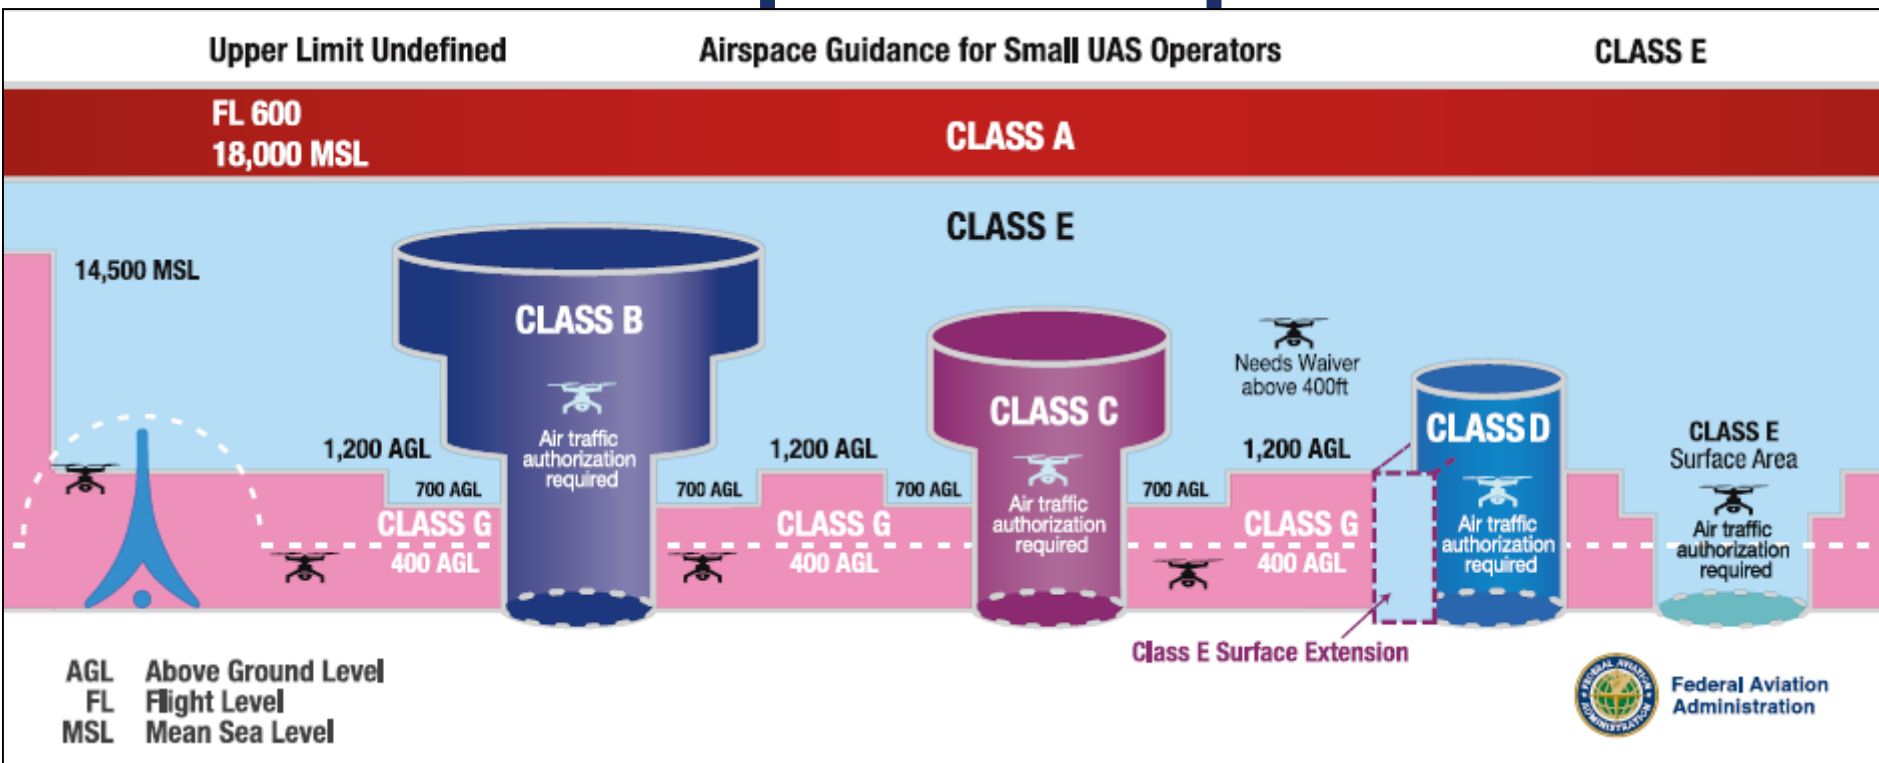 Upper Limit Undefined
Airspace Guidance for Small UAS Operators
CLASS E
FL 600
18,000 MSL
CLASS A
CLASS E
14,500 MSL
CLASS B
Air traffic
authorization
required
CLASS C
Air traffic
authorization
required
Needs Waiver
above 400ft
CLASS D
Air traffic
authorization
required
CLASS E
Surface Area
Air traffic
authorization
required
1,200 AGL
700 AGL
700 AGL
1,200 AGL
700 AGL
700 AGL
1,200 AGL
CLASS G
400 AGL
CLASS G
400 AGL
CLASS G
400 AGL
Class E Surface Extension
AGL Above Ground Level
FL Flight Level
MSL Mean Sea Level
FEDERAL AVIATION
ADMINISTRATION
Federal Aviation
Administration